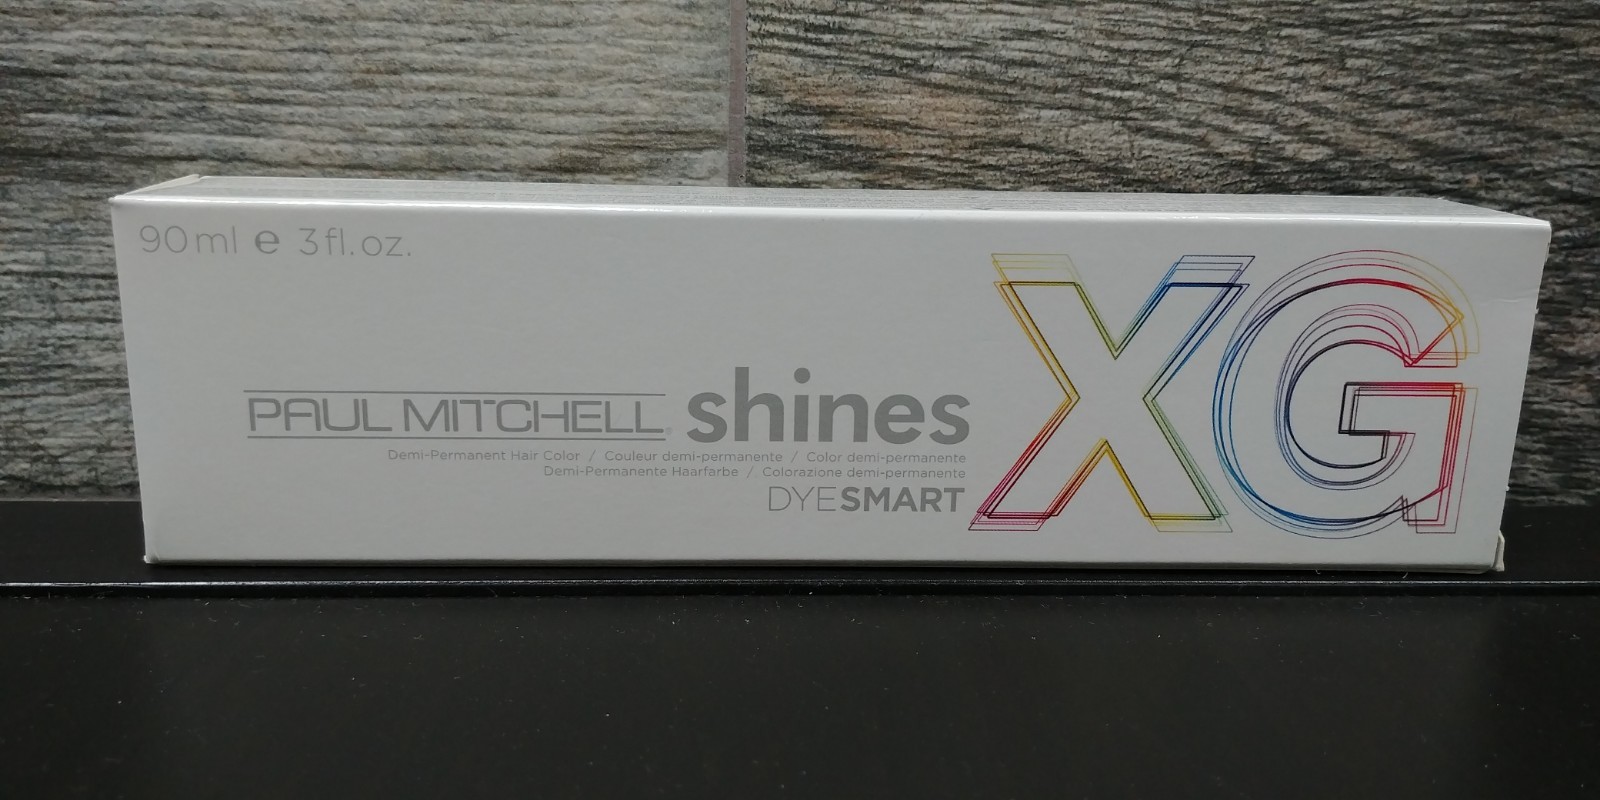 90ml e 3fl.oz.
PAUL MITCHELL® shines XG
Demi-Permanent Hair Color / Couleur demi-permanente / Color demi-permanente
Demi-Permanente Haarfarbe / Colorazione demi-permanente
DYESMART